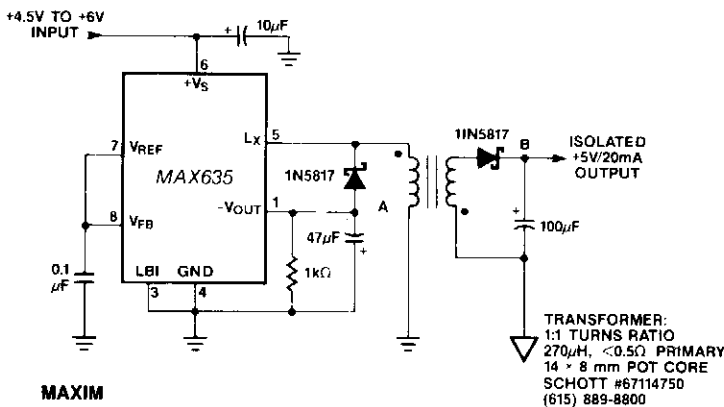 +4.5V TO +6V
INPUT
+
10µF
6
+VS
7
VREF
LX
5
MAX635
1N5817
1IN5817
B
ISOLATED
+5V/20mA
OUTPUT
8
VFB
-VOUT
1
A
47µF
+
+
100µF
0.1
µF
LBI
GND
3
4
1kΩ
TRANSFORMER:
1:1 TURNS RATIO
270µH, <0.5Ω PRIMARY
14 × 8 mm POT CORE
SCHOTT #67114750
(615) 889-8800
MAXIM